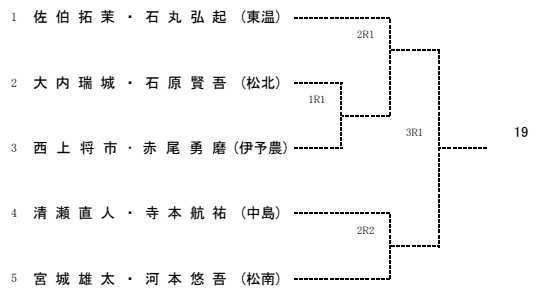 1 佐伯拓茉・石丸弘起 (東温)
2R1
2 大内瑞城・石原賢吾 (松北)
1R1
3R1
19
3 西上将市・赤尾勇磨 (伊予農)
4 清瀬直人・寺本航祐 (中島)
2R2
5 宮城雄太・河本悠吾 (松南)